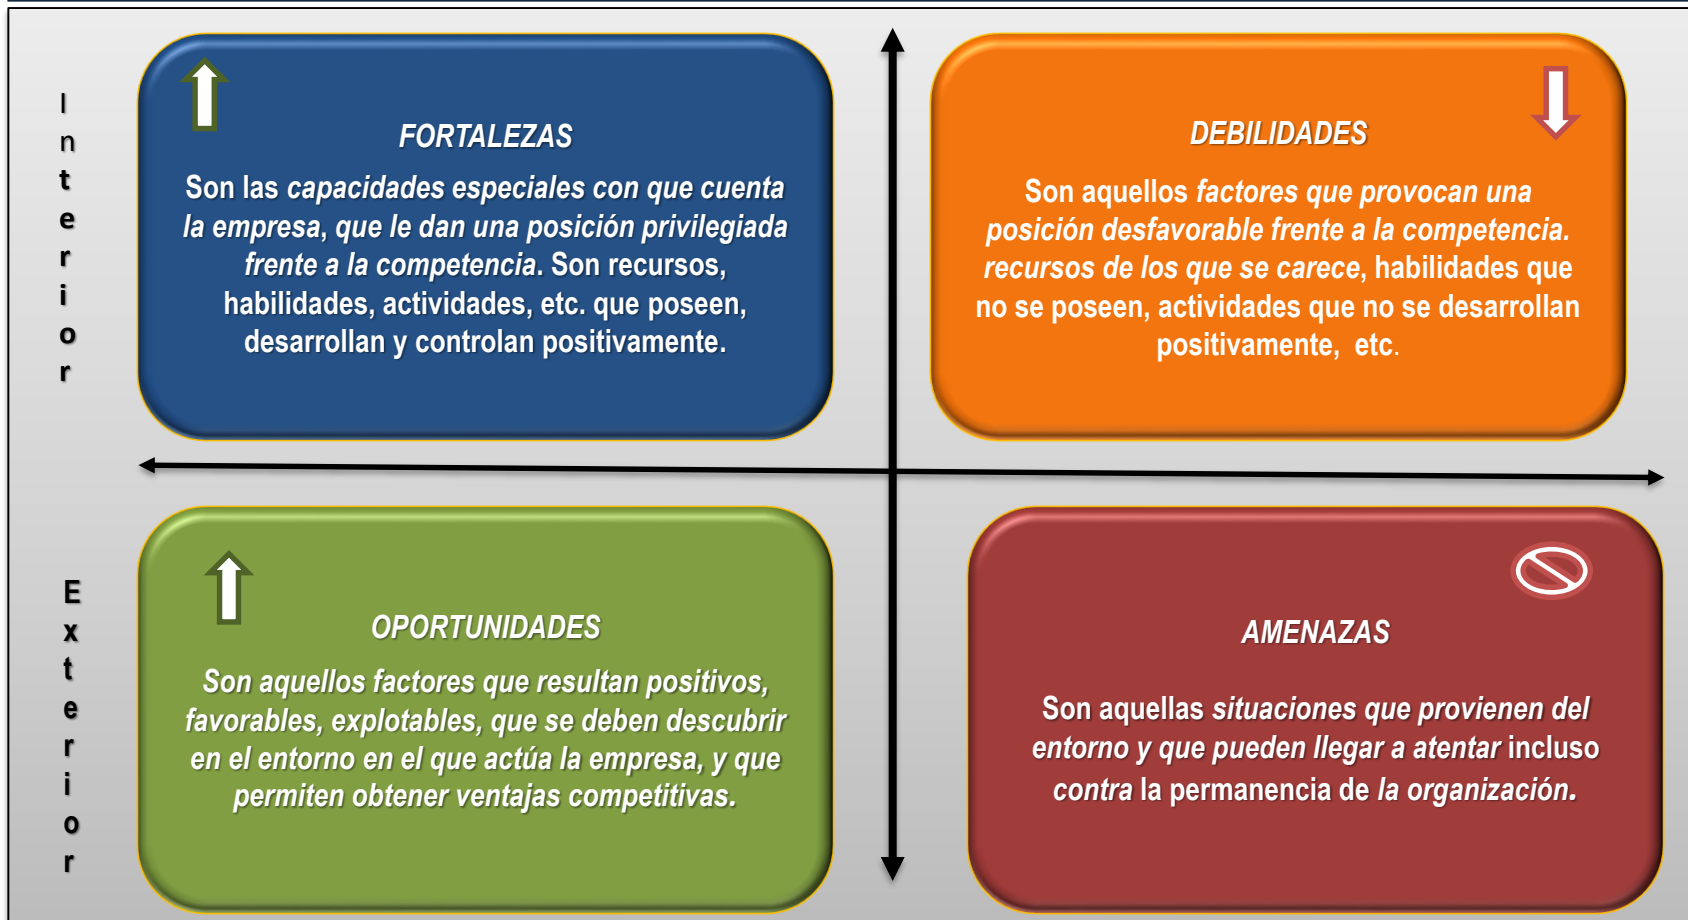 Interior
FORTALEZAS
Son las capacidades especiales con que cuenta
la empresa, que le dan una posición privilegiada
frente a la competencia. Son recursos,
habilidades, actividades, etc. que poseen,
desarrollan y controlan positivamente.
DEBILIDADES
Son aquellos factores que provocan una
posición desfavorable frente a la competencia.
recursos de los que se carece, habilidades que
no se poseen, actividades que no se desarrollan
positivamente, etc.
Exterior
OPORTUNIDADES
Son aquellos factores que resultan positivos,
favorables, explotables, que se deben descubrir
en el entorno en el que actúa la empresa, y que
permiten obtener ventajas competitivas.
AMENAZAS
Son aquellas situaciones que provienen del
entorno y que pueden llegar a atentar incluso
contra la permanencia de la organización.